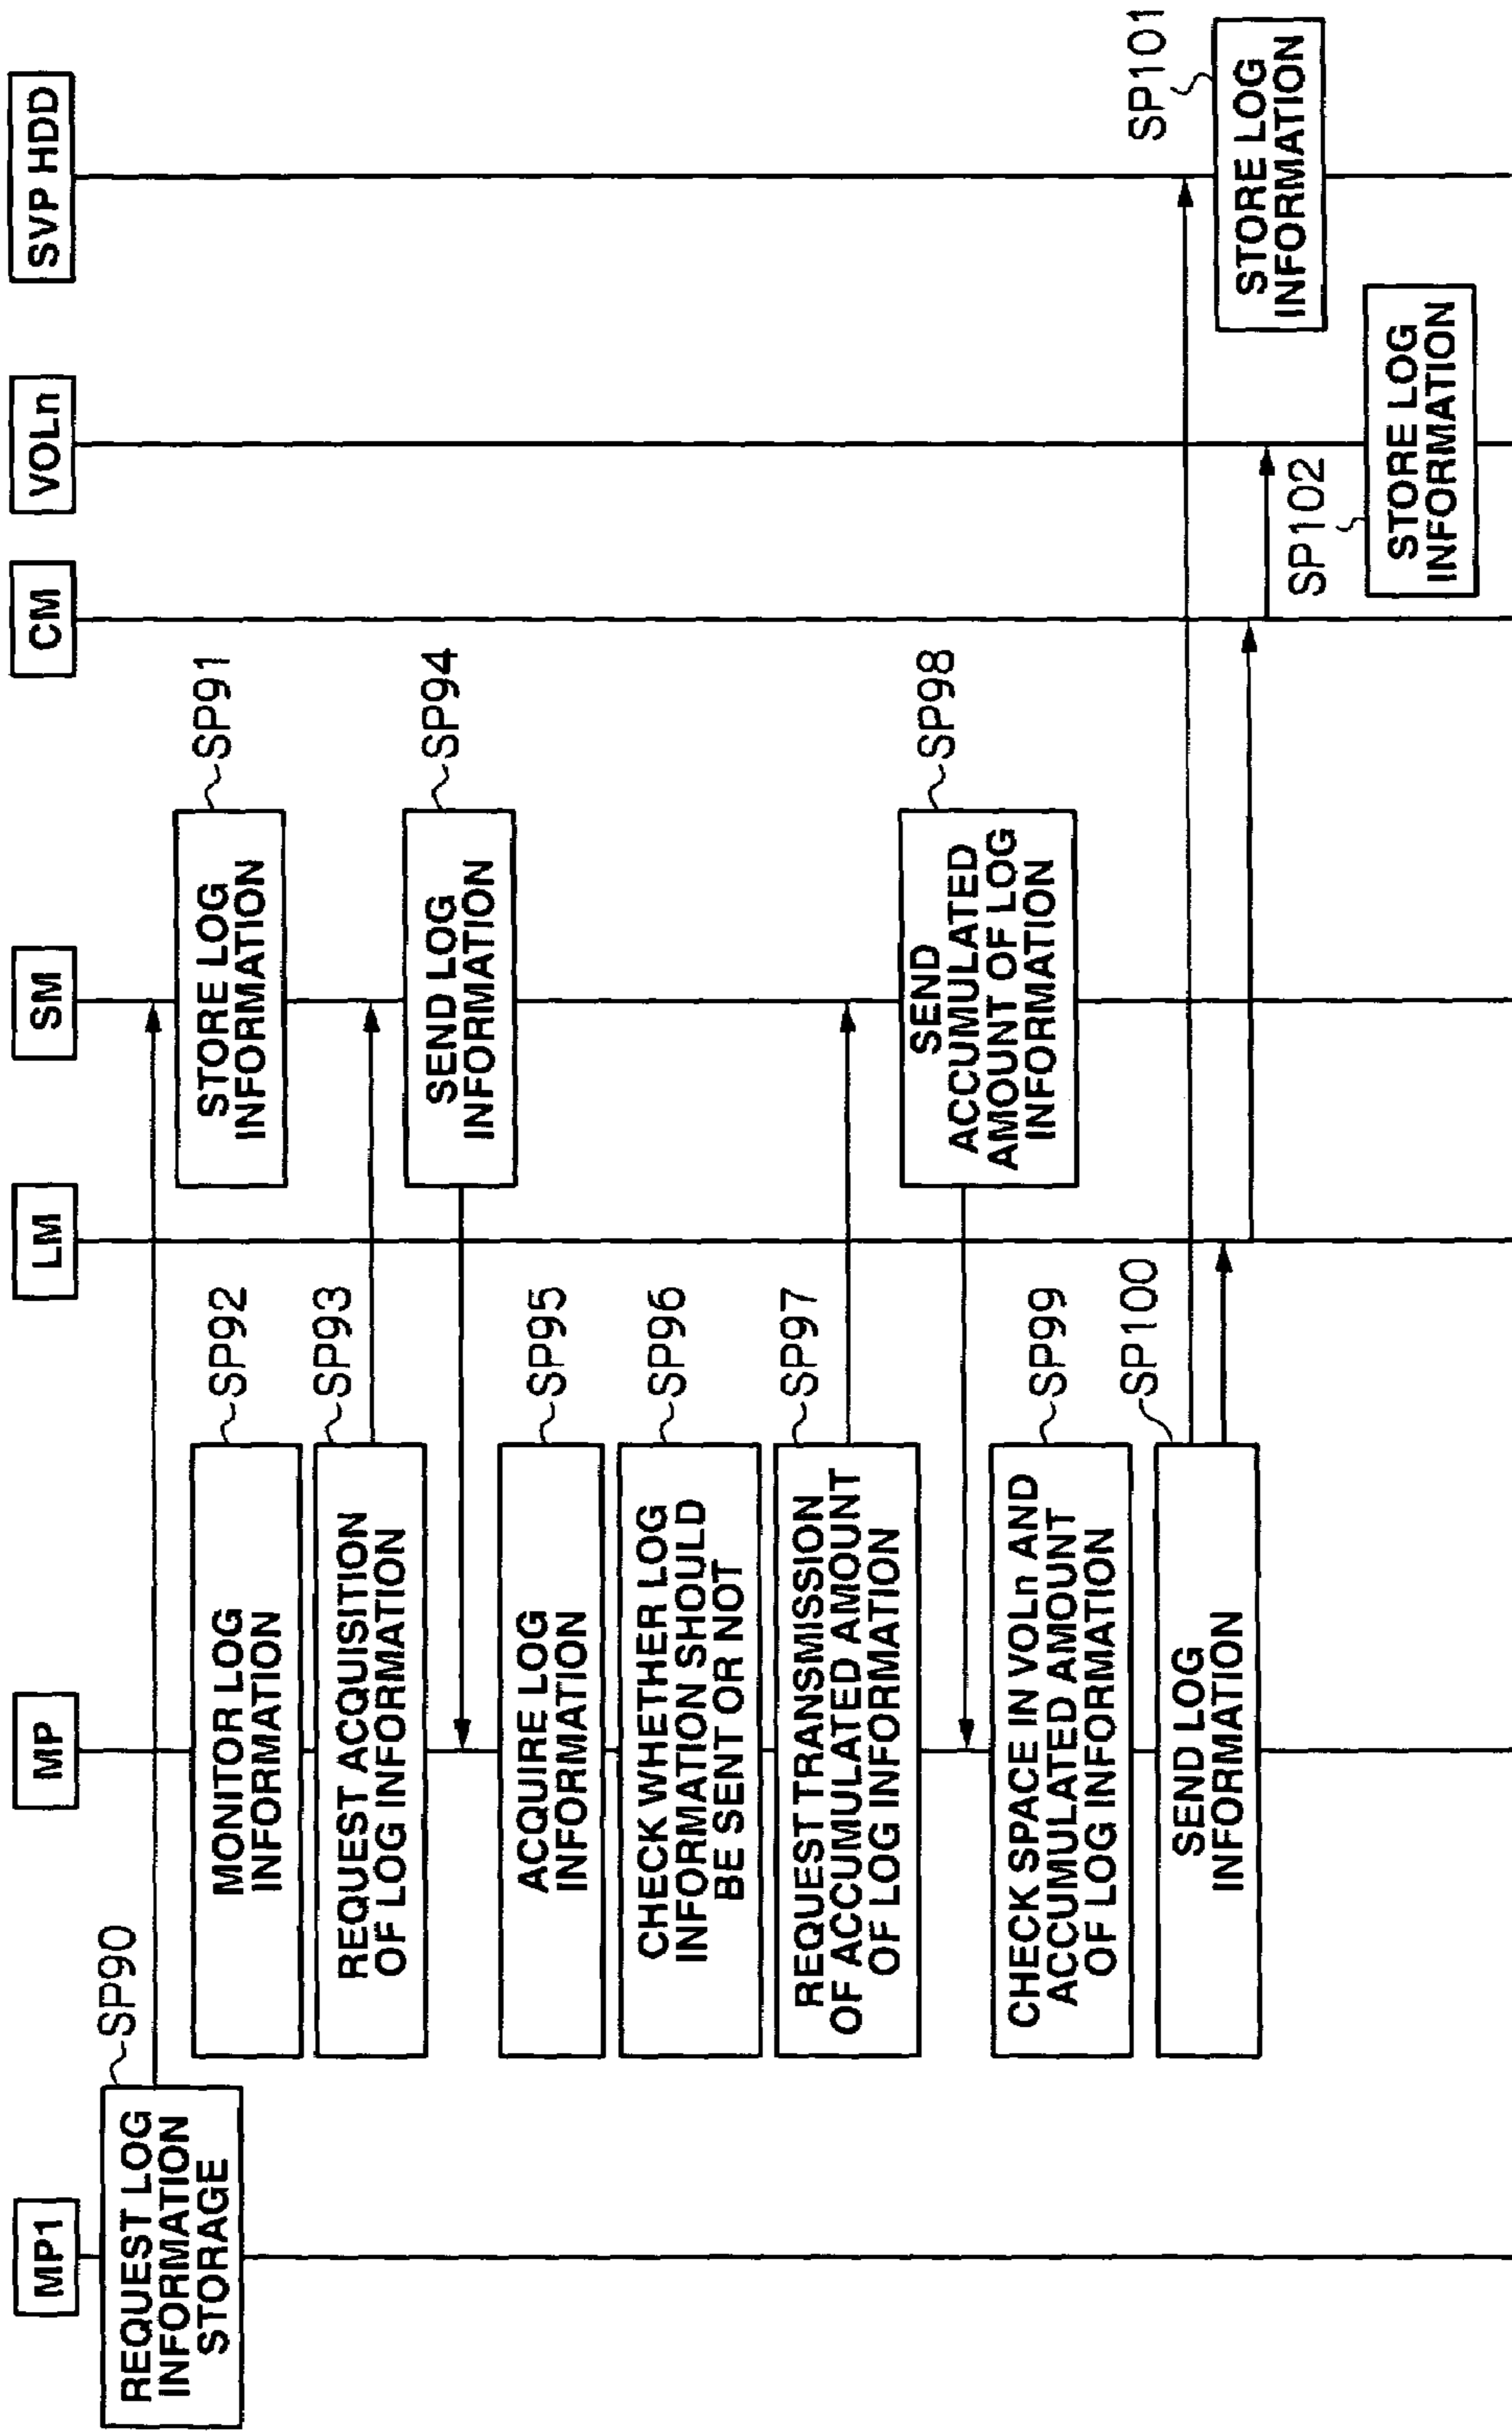 MP1
MP
LM
SM
CM
VOLn
SVP HDD
REQUEST LOG
INFORMATION
STORAGE
SP90
STORE LOG
INFORMATION
SP91
MONITOR LOG
INFORMATION
SP92
REQUEST ACQUISITION
OF LOG INFORMATION
SP93
SEND LOG
INFORMATION
SP94
ACQUIRE LOG
INFORMATION
SP95
CHECK WHETHER LOG
INFORMATION SHOULD
BE SENT OR NOT
SP96
REQUEST TRANSMISSION
OF ACCUMULATED AMOUNT
OF LOG INFORMATION
SP97
SEND
ACCUMULATED
AMOUNT OF LOG
INFORMATION
SP98
CHECK SPACE IN VOLn AND
ACCUMULATED AMOUNT
OF LOG INFORMATION
SP99
SEND LOG
INFORMATION
SP100
STORE LOG
INFORMATION
SP101
STORE LOG
INFORMATION
SP102